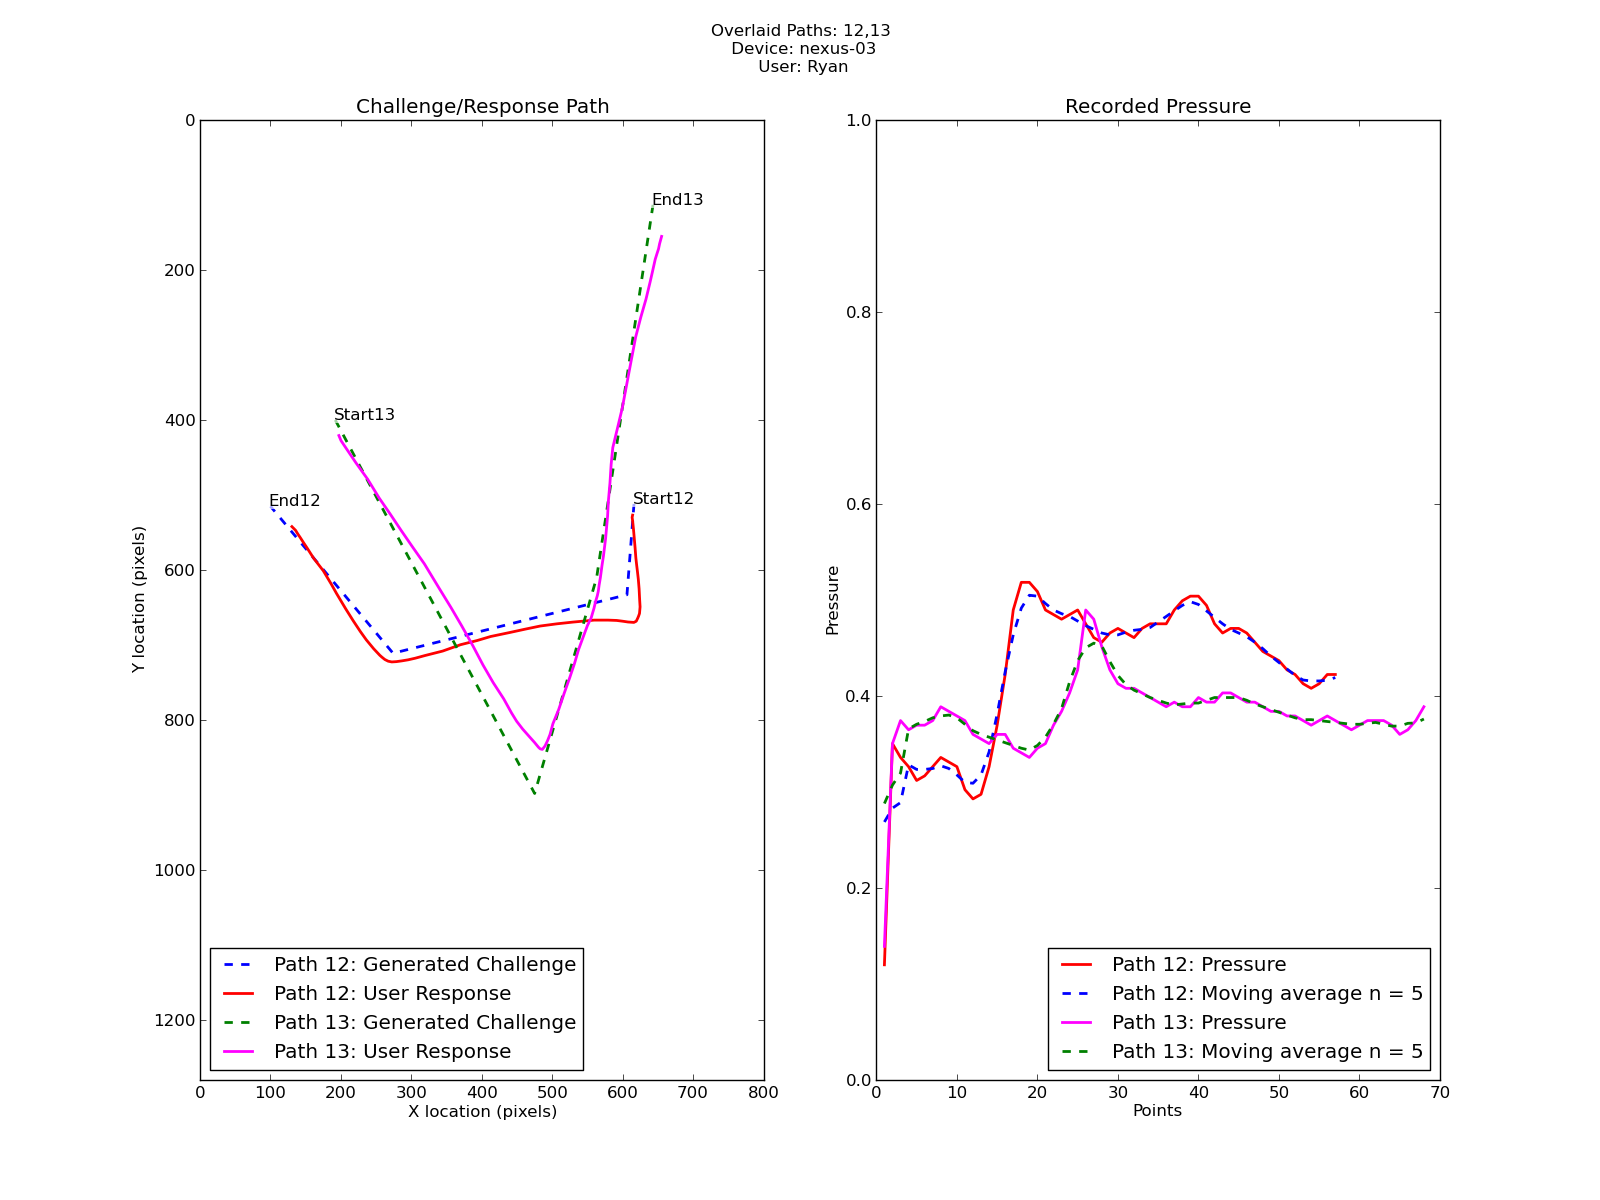 Overlaid Paths: 12,13
Device: nexus-03
User: Ryan
Challenge/Response Path
0
200
400
600
800
1000
1200
Y location (pixels)
End13
Start13
End12
Start12
Path 12: Generated Challenge
Path 12: User Response
Path 13: Generated Challenge
Path 13: User Response
0 100 200 300 400 500 600 700 800
X location (pixels)
Recorded Pressure
1.0
0.8
0.6
0.4
0.2
0.0
Pressure
Path 12: Pressure
Path 12: Moving average n = 5
Path 13: Pressure
Path 13: Moving average n = 5
0 10 20 30 40 50 60 70
Points